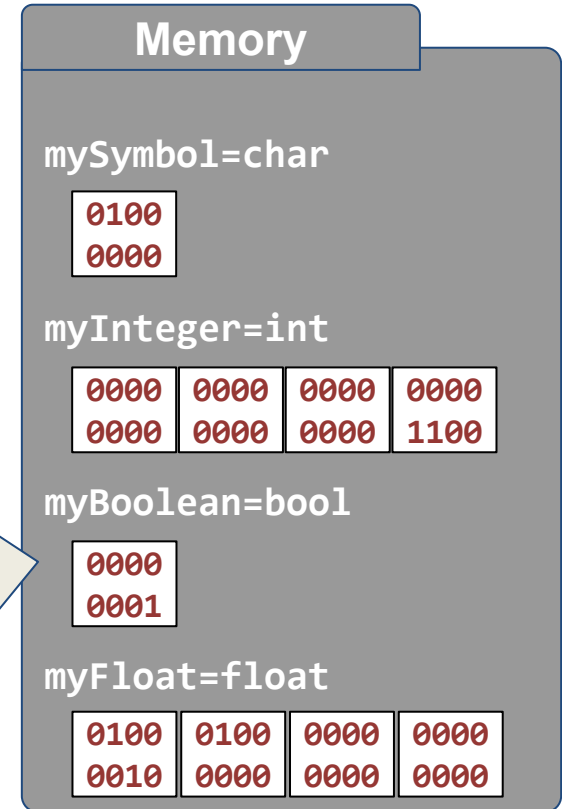 Memory
mySymbol=char
0100
0000
myInteger=int
0000 0000 0000 0000
0000 0000 0000 1100
myBoolean=bool
0000
0001
myFloat=float
0100 0100 0000 0000
0010 0000 0000 0000